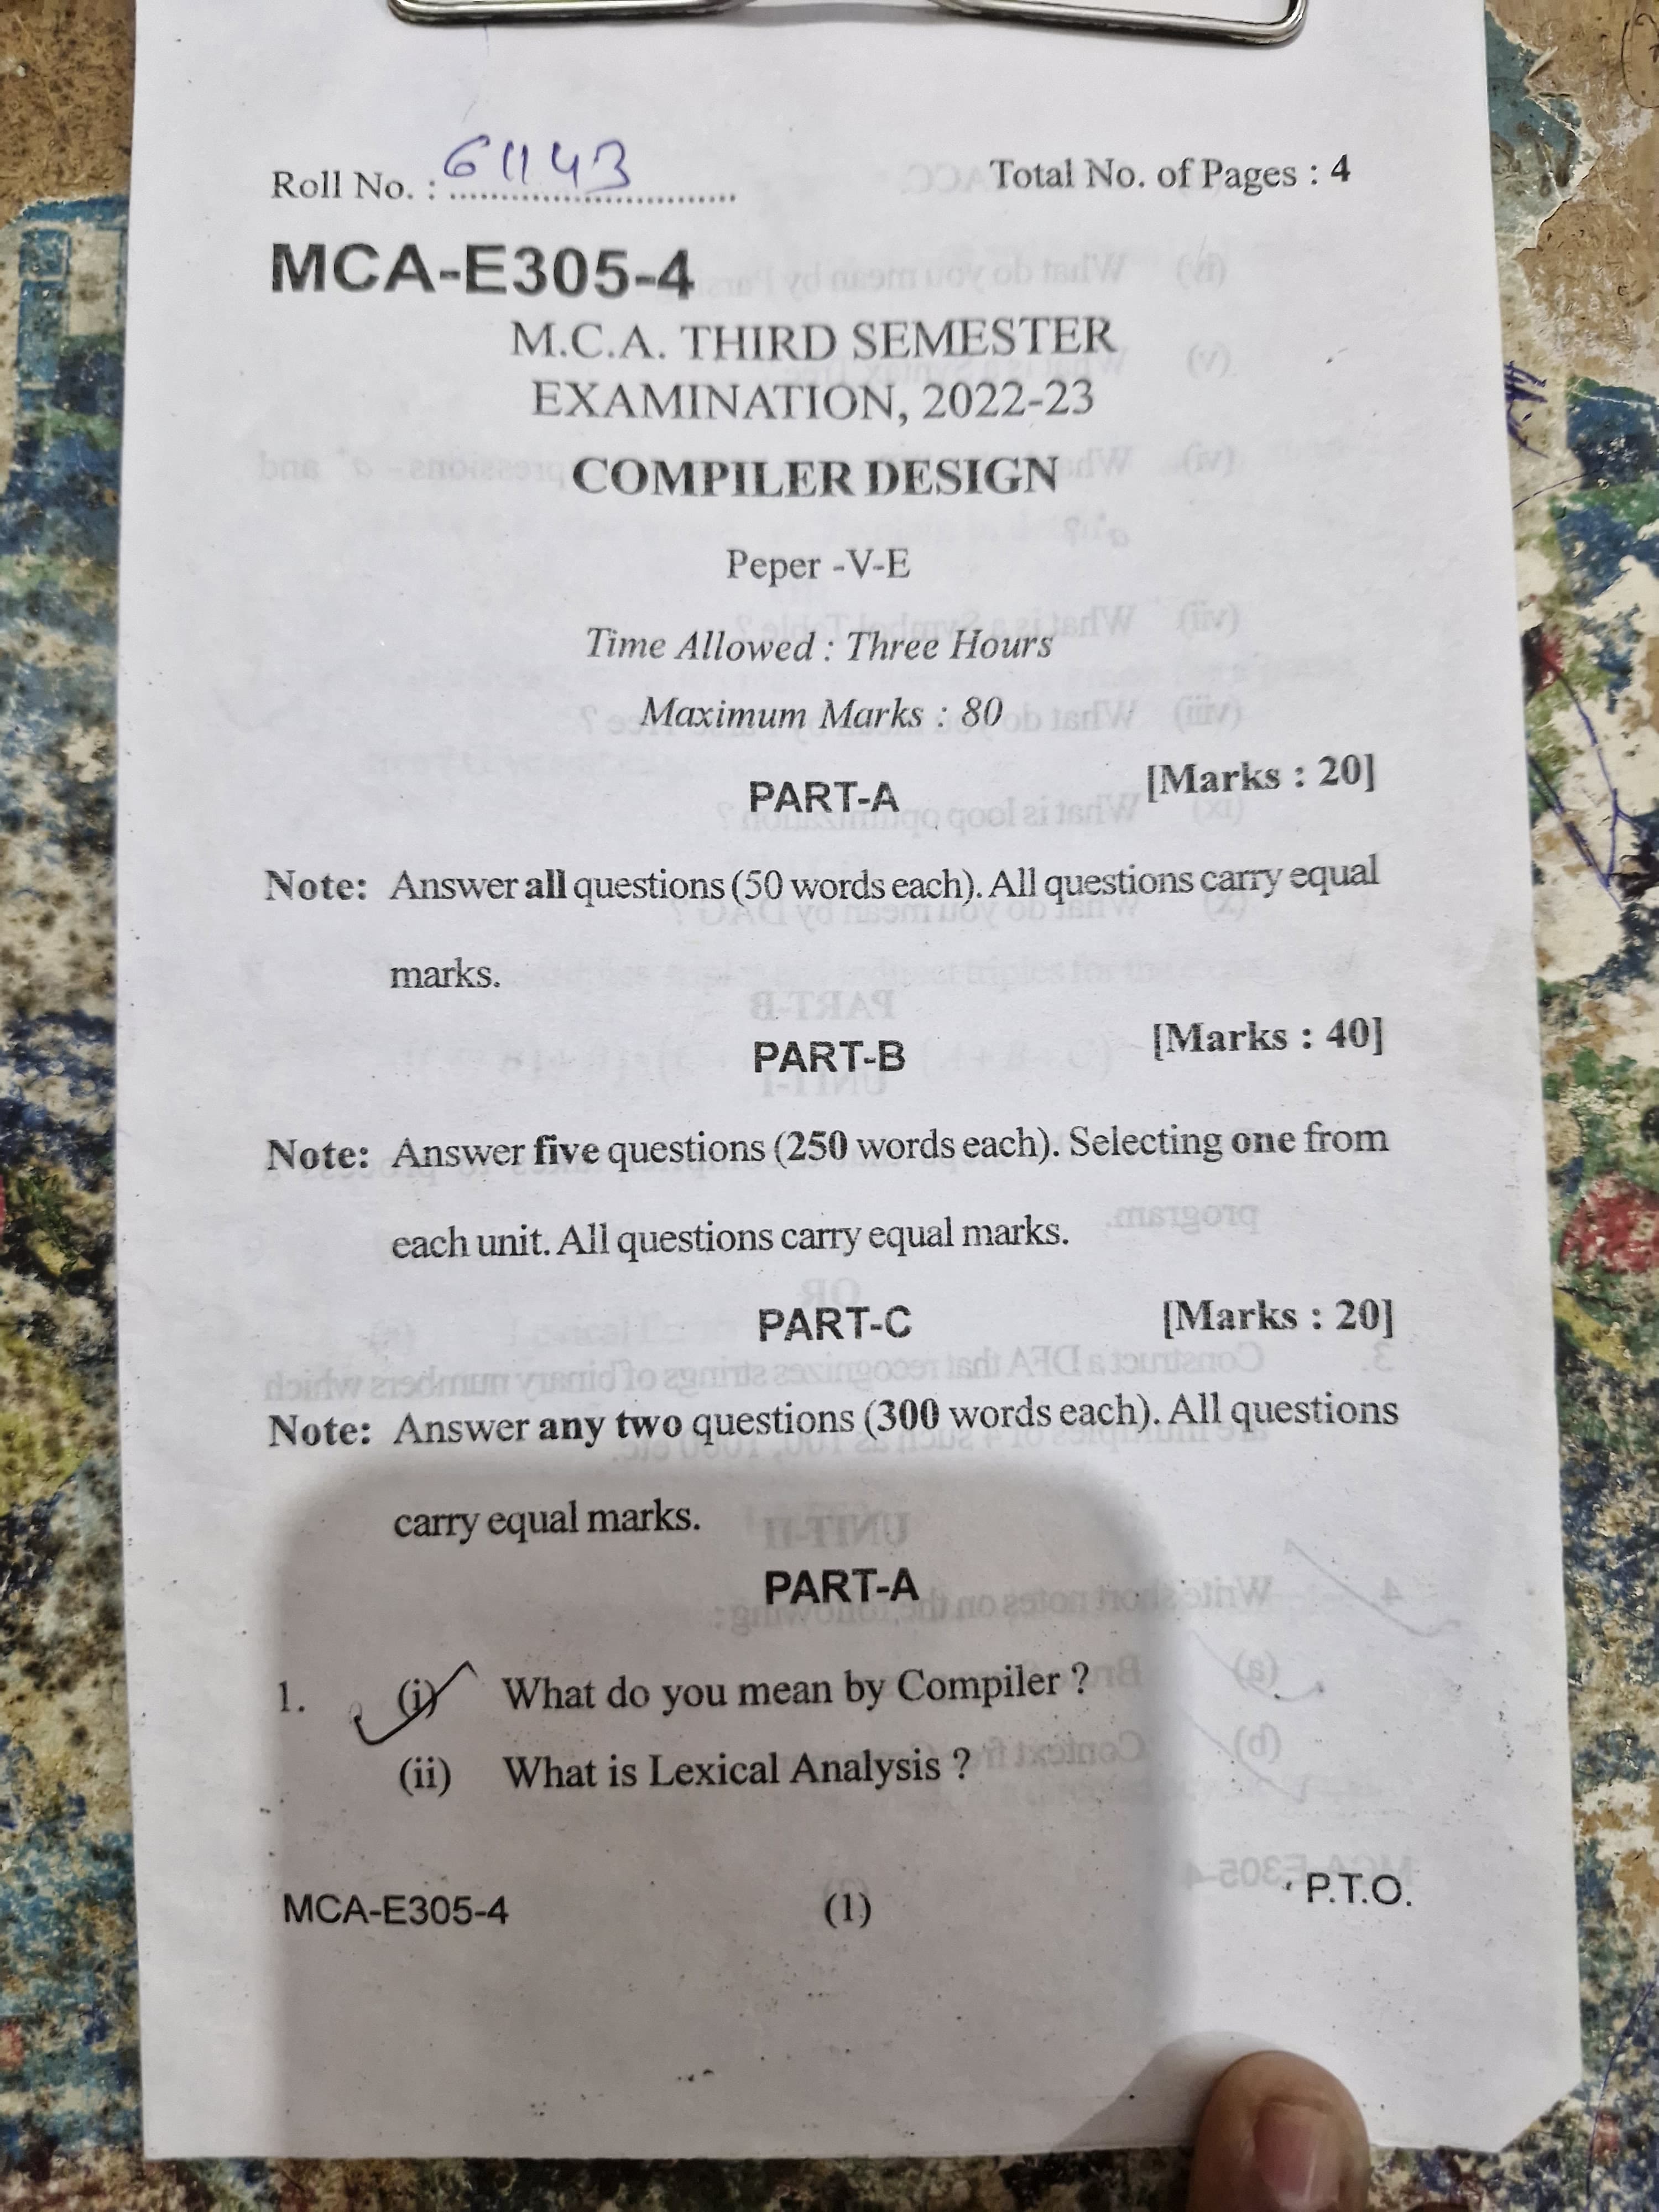 Roll No. : 61143
Total No. of Pages : 4
MCA-E305-4
M.C.A. THIRD SEMESTER
EXAMINATION, 2022-23
COMPILER DESIGN
Peper -V-E
Time Allowed : Three Hours
Maximum Marks : 80
PART-A [Marks : 20]
Note: Answer all questions (50 words each). All questions carry equal
marks.
PART-B [Marks : 40]
Note: Answer five questions (250 words each). Selecting one from
each unit. All questions carry equal marks.
PART-C [Marks : 20]
Note: Answer any two questions (300 words each). All questions
carry equal marks.
PART-A
1. (i) What do you mean by Compiler ?
(ii) What is Lexical Analysis ?
MCA-E305-4 (1) P.T.O.